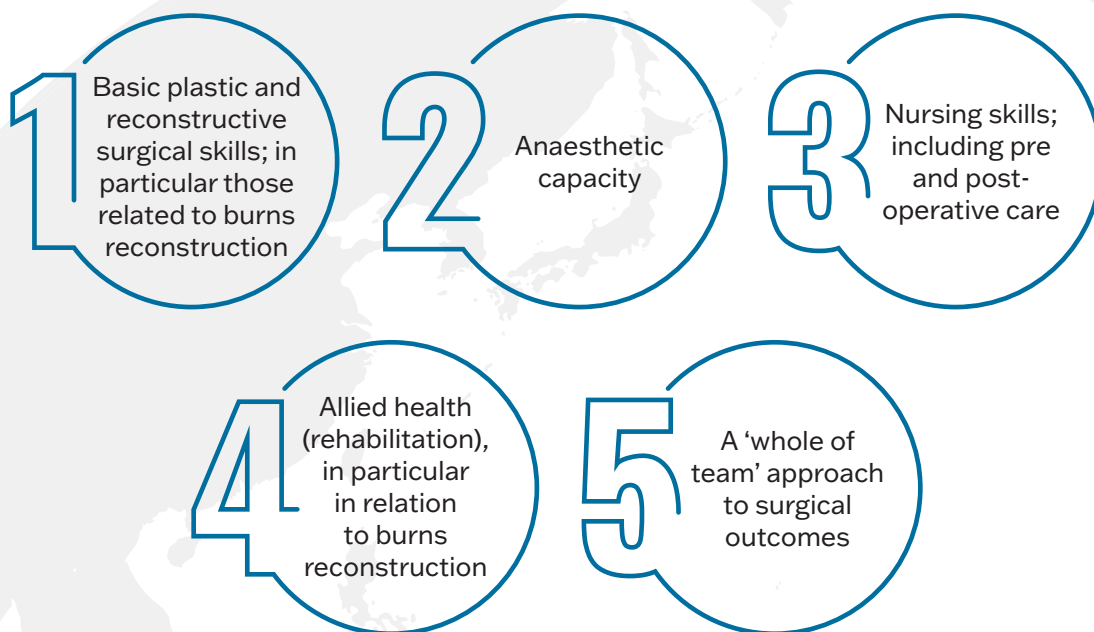 1
Basic plastic and
reconstructive
surgical skills; in
particular those
related to burns
reconstruction
2
Anaesthetic
capacity
3
Nursing skills;
including pre
and post-
operative care
4
Allied health
(rehabilitation),
in particular
in relation
to burns
reconstruction
5
A ‘whole of
team’ approach
to surgical
outcomes